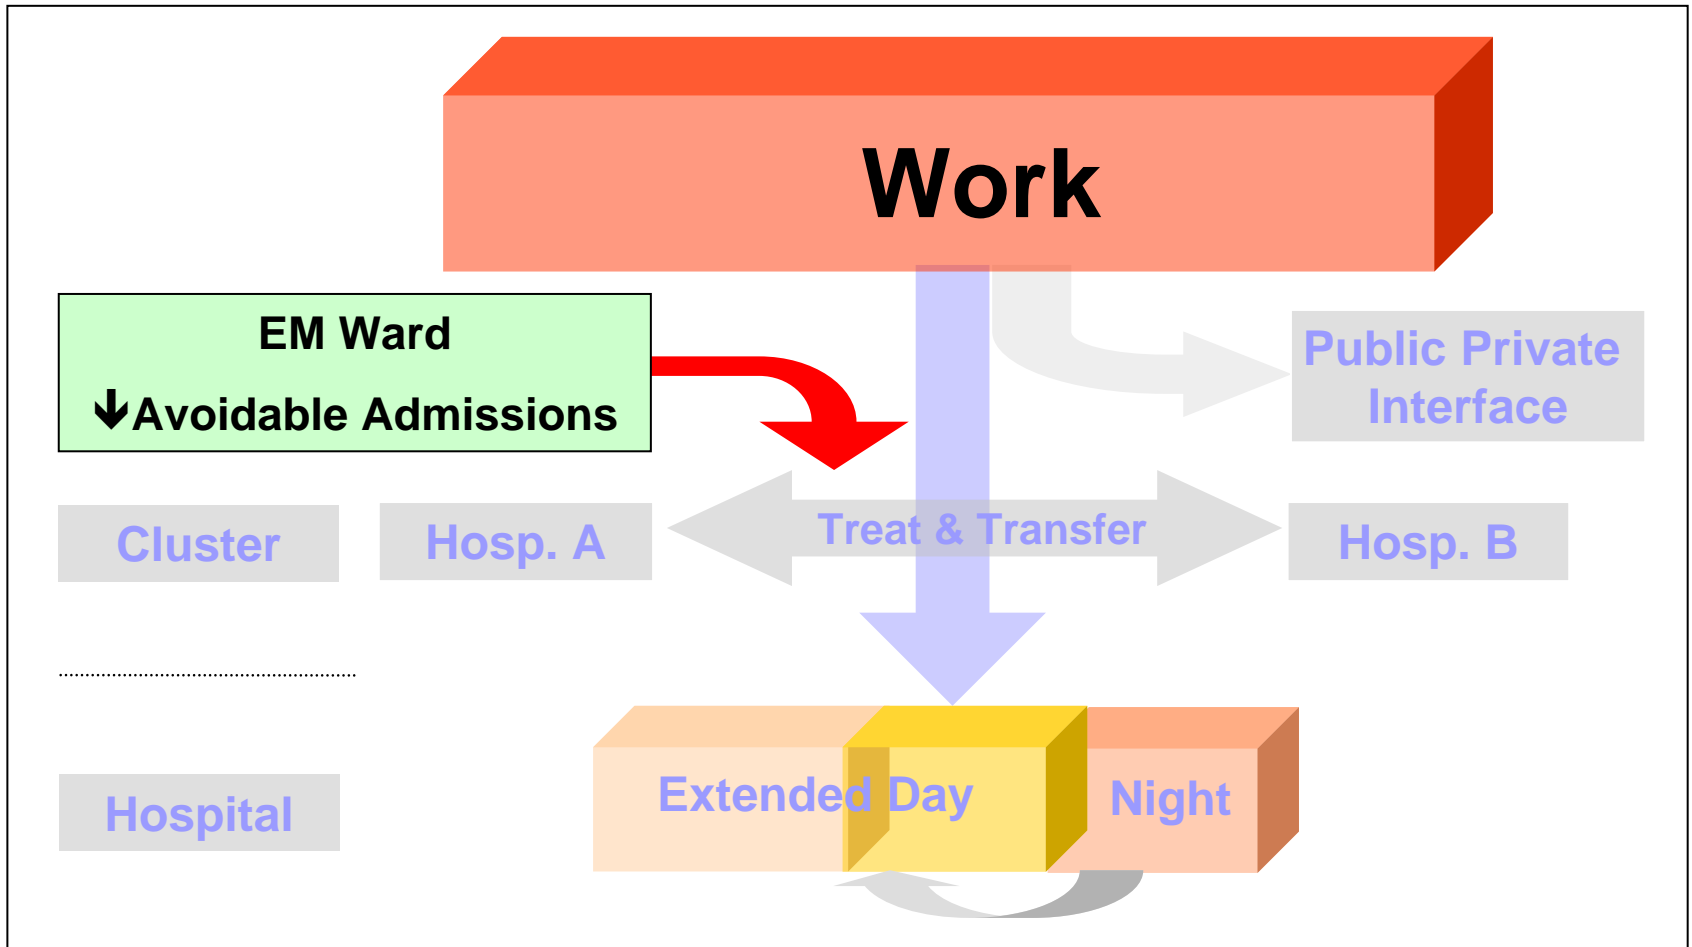 Work
EM Ward
🡻Avoidable Admissions
Public Private
Interface
Cluster
Hosp. A
Treat & Transfer
Hosp. B
Hospital
Extended Day
Night